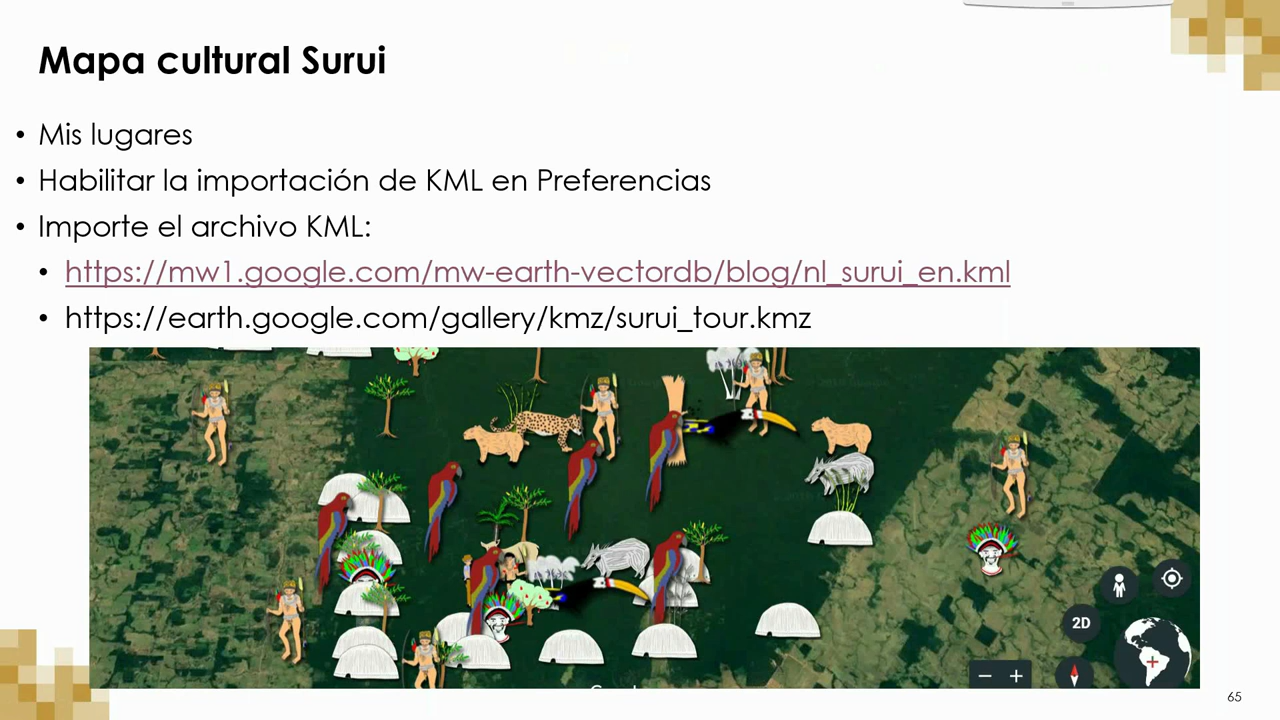 Mapa cultural Surui
• Mis lugares
• Habilitar la importación de KML en Preferencias
• Importe el archivo KML:
• https://mw1.google.com/mw-earth-vectordb/blog/nl_surui_en.kml
• https://earth.google.com/gallery/kmz/surui_tour.kmz
2D
65